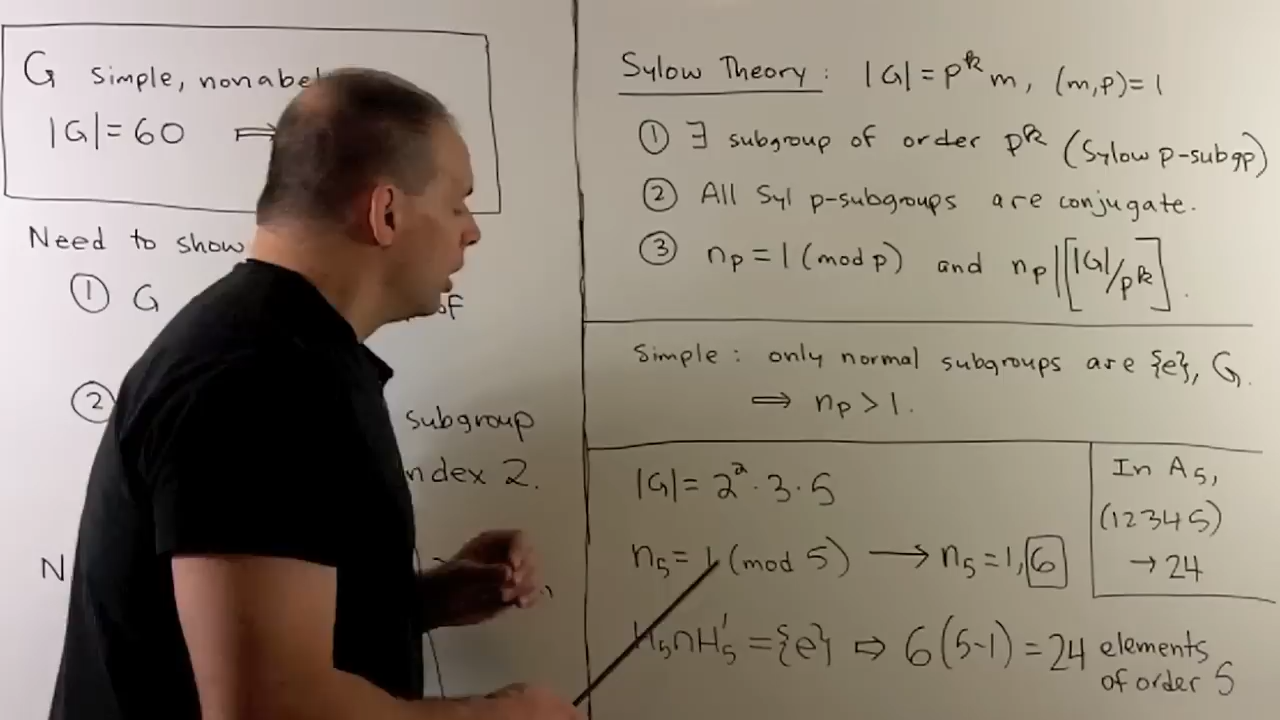 G simple, nonabel
|G| = 60 ⟹
Need to show
① G of
② subgroup
ndex 2.
N
Sylow Theory : |G| = p^k m, (m,p)=1
① ∃ subgroup of order p^k (Sylow p-subgp)
② All Syl p-subgroups are conjugate.
③ n_p = 1 (mod p) and n_p | [|G|/p^k].
Simple : only normal subgroups are {e}, G.
⟹ n_p > 1.
|G| = 2^2 · 3 · 5
n_5 = 1 (mod 5) ⟶ n_5 = 1, 6
H_5 ∩ H_5' = {e} ⇒ 6(5-1) = 24 elements
of order 5
In A_5,
(12345)
→ 24